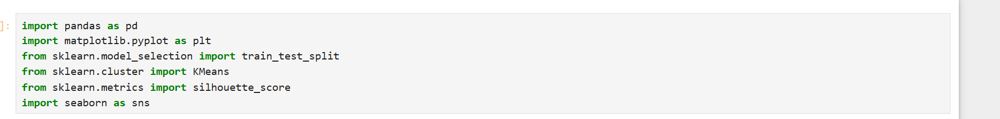 ]:
import pandas as pd
import matplotlib.pyplot as plt
from sklearn.model_selection import train_test_split
from sklearn.cluster import KMeans
from sklearn.metrics import silhouette_score
import seaborn as sns